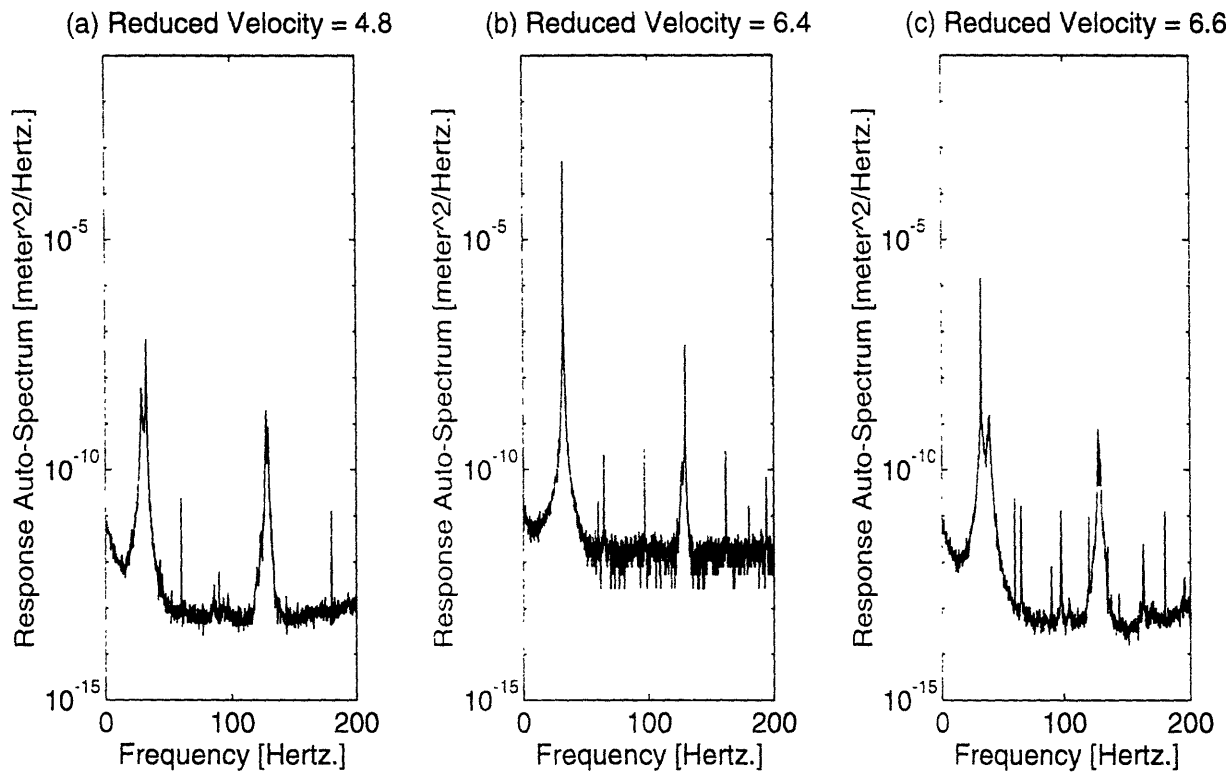 (a) Reduced Velocity = 4.8
Response Auto-Spectrum [meter^2/Hertz.]
10^-5
10^-10
10^-15
0
100
200
Frequency [Hertz.]
(b) Reduced Velocity = 6.4
Response Auto-Spectrum [meter^2/Hertz.]
10^-5
10^-10
10^-15
0
100
200
Frequency [Hertz.]
(c) Reduced Velocity = 6.6
Response Auto-Spectrum [meter^2/Hertz.]
10^-5
10^-10
10^-15
0
100
200
Frequency [Hertz.]